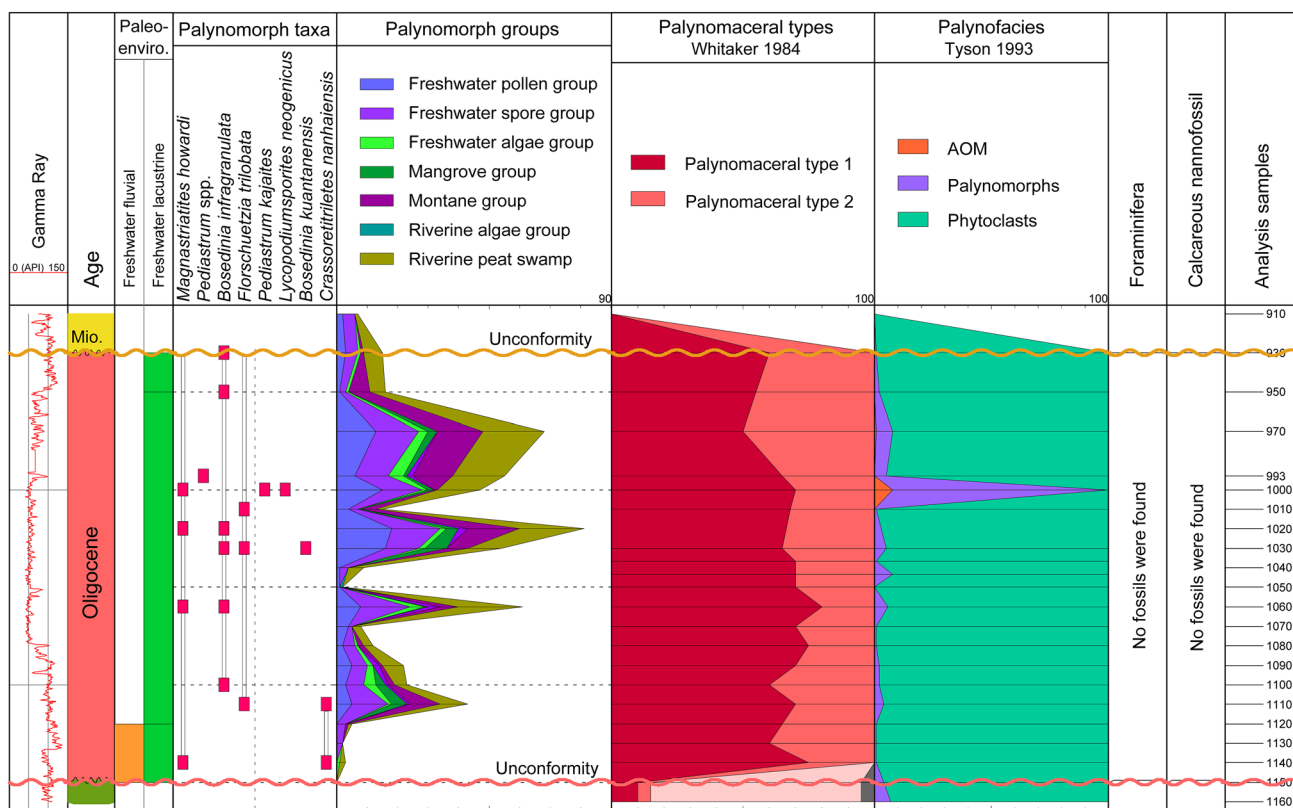 Paleo-
enviro.
Palynomorph taxa
Palynomorph groups
Palynomaceral types
Whitaker 1984
Palynofacies
Tyson 1993
Gamma Ray
0 (API) 150
Age
Freshwater fluvial
Freshwater lacustrine
Magnastriatites howardi
Pediastrum spp.
Bosedinia infragranulata
Florschuetzia trilobata
Pediastrum kajaites
Lycopodiumsporites neogenicus
Bosedinia kuantanensis
Crassoretitriletes nanhaiensis
Freshwater pollen group
Freshwater spore group
Freshwater algae group
Mangrove group
Montane group
Riverine algae group
Riverine peat swamp
90
Palynomaceral type 1
Palynomaceral type 2
100
AOM
Palynomorphs
Phytoclasts
100
Foraminifera
Calcareous nannofossil
Analysis samples
Mio.
Oligocene
Unconformity
Unconformity
No fossils were found
No fossils were found
910
930
950
970
993
1000
1010
1020
1030
1040
1050
1060
1070
1080
1090
1100
1110
1120
1130
1140
1150
1160